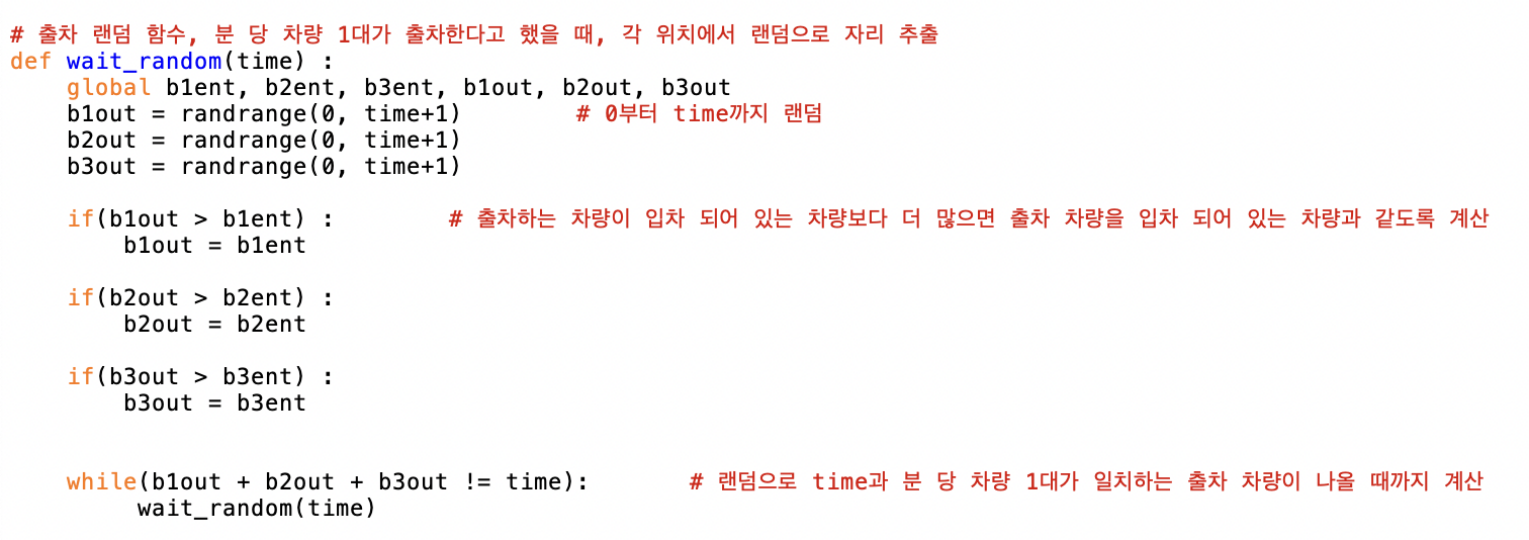 # 출차 랜덤 함수, 분 당 차량 1대가 출차한다고 했을 때, 각 위치에서 랜덤으로 자리 추출
def wait_random(time) :
    global b1ent, b2ent, b3ent, b1out, b2out, b3out
    b1out = randrange(0, time+1)        # 0부터 time까지 랜덤
    b2out = randrange(0, time+1)
    b3out = randrange(0, time+1)

    if(b1out > b1ent) :        # 출차하는 차량이 입차 되어 있는 차량보다 더 많으면 출차 차량을 입차 되어 있는 차량과 같도록 계산
        b1out = b1ent

    if(b2out > b2ent) :
        b2out = b2ent

    if(b3out > b3ent) :
        b3out = b3ent

    while(b1out + b2out + b3out != time):       # 랜덤으로 time과 분 당 차량 1대가 일치하는 출차 차량이 나올 때까지 계산
         wait_random(time)